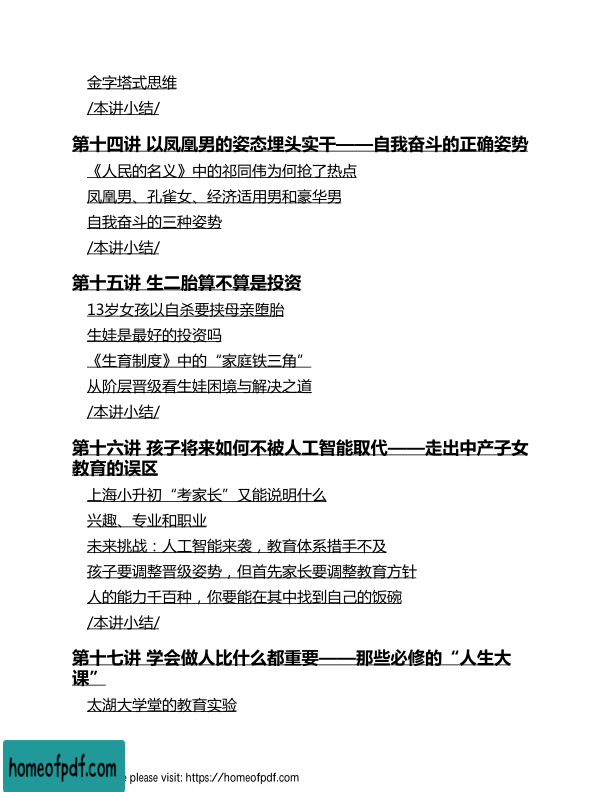 金字塔式思维
/本讲小结/
第十四讲 以凤凰男的姿态埋头实干——自我奋斗的正确姿势
《人民的名义》中的祁同伟为何抢了热点
凤凰男、孔雀女、经济适用男和豪华男
自我奋斗的三种姿势
/本讲小结/
第十五讲 生二胎算不算是投资
13岁女孩以自杀要挟母亲堕胎
生娃是最好的投资吗
《生育制度》中的“家庭铁三角”
从阶层晋级看生娃困境与解决之道
/本讲小结/
第十六讲 孩子将来如何不被人工智能取代——走出中产子女
教育的误区
上海小升初“考家长”又能说明什么
兴趣、专业和职业
未来挑战：人工智能来袭，教育体系措手不及
孩子要调整晋级姿势，但首先家长要调整教育方针
人的能力千百种，你要能在其中找到自己的饭碗
/本讲小结/
第十七讲 学会做人比什么都重要——那些必修的“人生大
课”
太湖大学堂的教育实验
homeofpdf.com
please visit: https://homeofpdf.com